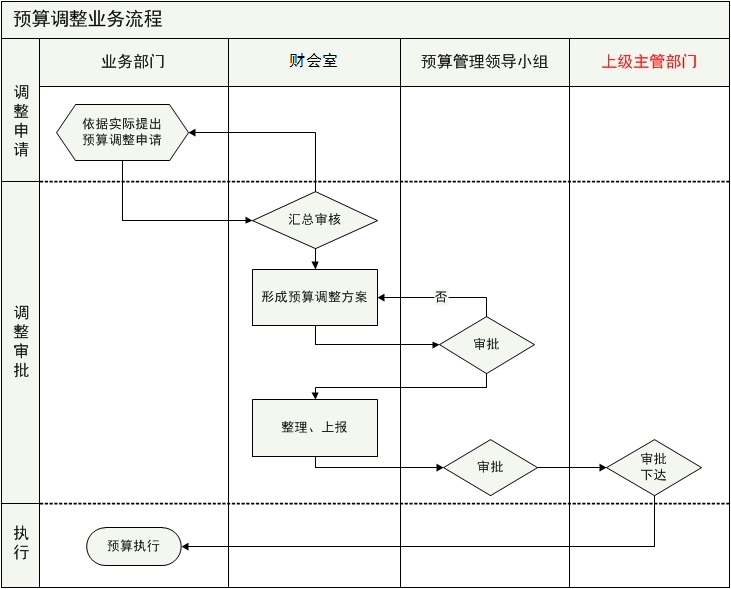 预算调整业务流程
业务部门
财会室
预算管理领导小组
上级主管部门
调整申请
依据实际提出
预算调整申请
调整审批
汇总审核
形成预算调整方案
否
审批
整理、上报
审批
审批
下达
执行
预算执行